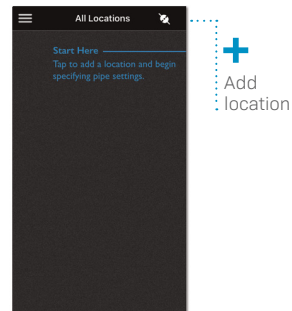 All Locations
Start Here
Tap to add a location and begin
specifying pipe settings.
Add
location